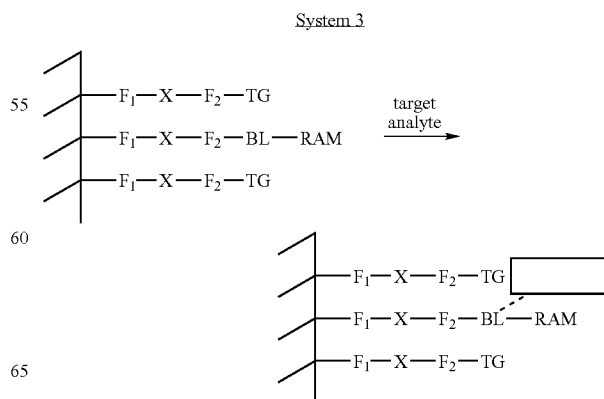 System 3
55
F₁—X—F₂—TG
F₁—X—F₂—BL—RAM
F₁—X—F₂—TG
target
analyte
60
F₁—X—F₂—TG
F₁—X—F₂—BL—RAM
F₁—X—F₂—TG
65